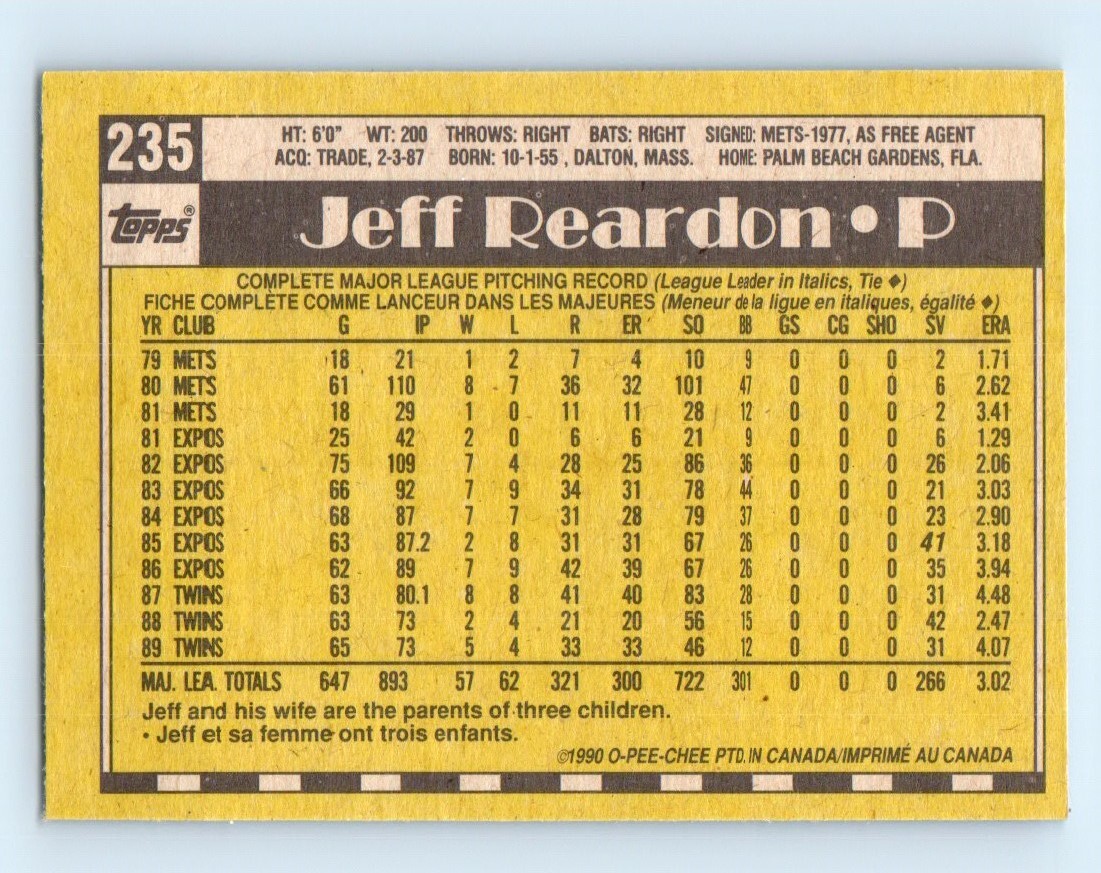 235
HT: 6'0" WT: 200 THROWS: RIGHT BATS: RIGHT SIGNED: METS-1977, AS FREE AGENT
ACQ: TRADE, 2-3-87 BORN: 10-1-55 , DALTON, MASS. HOME: PALM BEACH GARDENS, FLA.
topps® Jeff Reardon • P
COMPLETE MAJOR LEAGUE PITCHING RECORD (League Leader in Italics, Tie ♦)
FICHE COMPLÈTE COMME LANCEUR DANS LES MAJEURES (Meneur de la ligue en italiques, égalité ♦)
YR CLUB G IP W L R ER SO BB GS CG SHO SV ERA
79 METS 18 21 1 2 7 4 10 9 0 0 0 2 1.71
80 METS 61 110 8 7 36 32 101 47 0 0 0 6 2.62
81 METS 18 29 1 0 11 11 28 12 0 0 0 2 3.41
81 EXPOS 25 42 2 0 6 6 21 9 0 0 0 6 1.29
82 EXPOS 75 109 7 4 28 25 86 36 0 0 0 26 2.06
83 EXPOS 66 92 7 9 34 31 78 44 0 0 0 21 3.03
84 EXPOS 68 87 7 7 31 28 79 37 0 0 0 23 2.90
85 EXPOS 63 87.2 2 8 31 31 67 26 0 0 0 41 3.18
86 EXPOS 62 89 7 9 42 39 67 26 0 0 0 35 3.94
87 TWINS 63 80.1 8 8 41 40 83 28 0 0 0 31 4.48
88 TWINS 63 73 2 4 21 20 56 15 0 0 0 42 2.47
89 TWINS 65 73 5 4 33 33 46 12 0 0 0 31 4.07
MAJ. LEA. TOTALS 647 893 57 62 321 300 722 301 0 0 0 266 3.02
Jeff and his wife are the parents of three children.
• Jeff et sa femme ont trois enfants.
©1990 O-PEE-CHEE PTD. IN CANADA/IMPRIMÉ AU CANADA